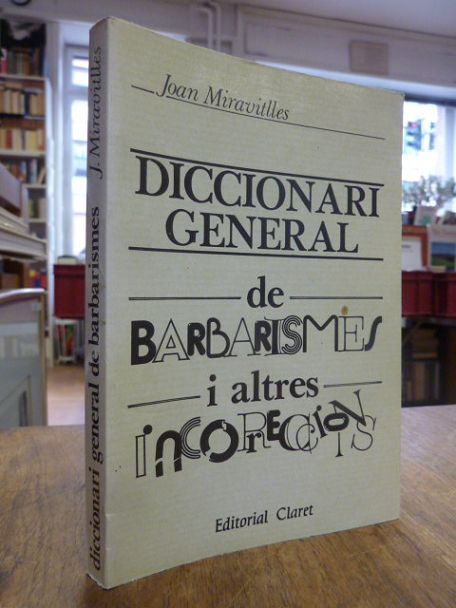 Joan Miravitlles
DICCIONARI
GENERAL
de
BARBARISMES
i altres
INCORRECCIONS
Editorial Claret
diccionari general de barbarismes J. Miravitlles